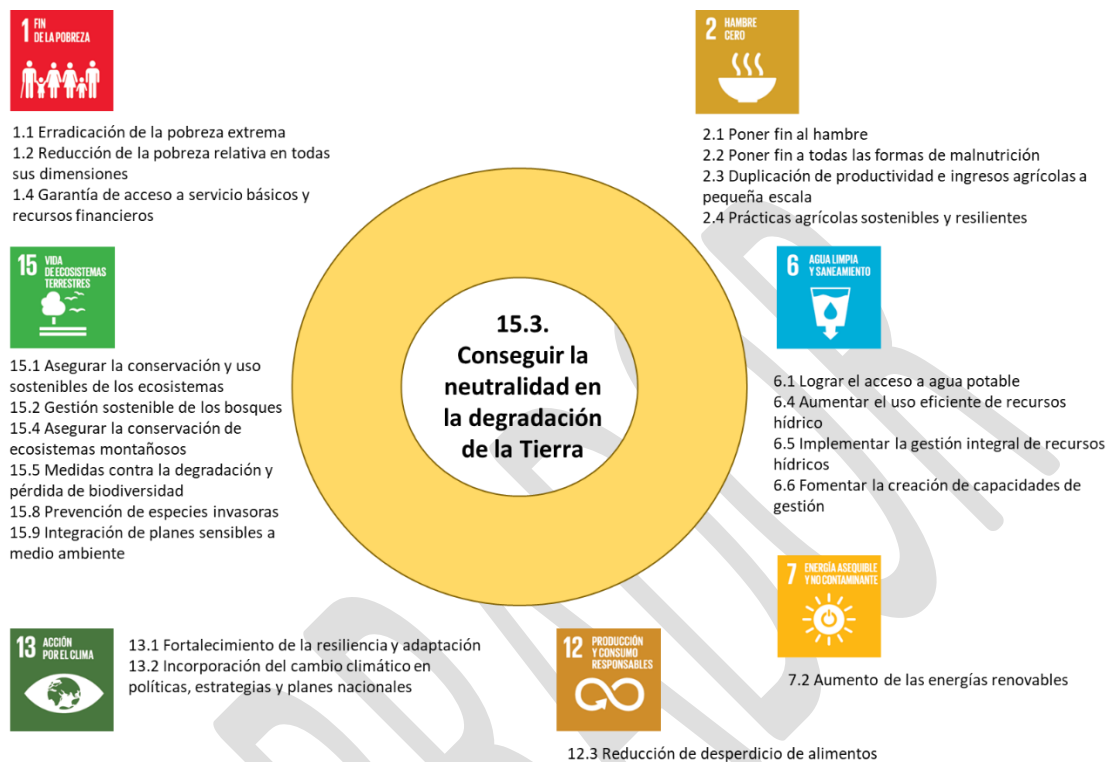 1 FIN
DE LA POBREZA
1.1 Erradicación de la pobreza extrema
1.2 Reducción de la pobreza relativa en todas
sus dimensiones
1.4 Garantía de acceso a servicio básicos y
recursos financieros
2 HAMBRE
CERO
2.1 Poner fin al hambre
2.2 Poner fin a todas las formas de malnutrición
2.3 Duplicación de productividad e ingresos agrícolas a
pequeña escala
2.4 Prácticas agrícolas sostenibles y resilientes
15 VIDA
DE ECOSISTEMAS
TERRESTRES
15.1 Asegurar la conservación y uso
sostenibles de los ecosistemas
15.2 Gestión sostenible de los bosques
15.4 Asegurar la conservación de
ecosistemas montañosos
15.5 Medidas contra la degradación y
pérdida de biodiversidad
15.8 Prevención de especies invasoras
15.9 Integración de planes sensibles a
medio ambiente
15.3.
Conseguir la
neutralidad en
la degradación
de la Tierra
6 AGUA LIMPIA
Y SANEAMIENTO
6.1 Lograr el acceso a agua potable
6.4 Aumentar el uso eficiente de recursos
hídrico
6.5 Implementar la gestión integral de recursos
hídricos
6.6 Fomentar la creación de capacidades de
gestión
7 ENERGÍA ASEQUIBLE
Y NO CONTAMINANTE
7.2 Aumento de las energías renovables
13 ACCIÓN
POR EL CLIMA
13.1 Fortalecimiento de la resiliencia y adaptación
13.2 Incorporación del cambio climático en
políticas, estrategias y planes nacionales
12 PRODUCCIÓN
Y CONSUMO
RESPONSABLES
12.3 Reducción de desperdicio de alimentos